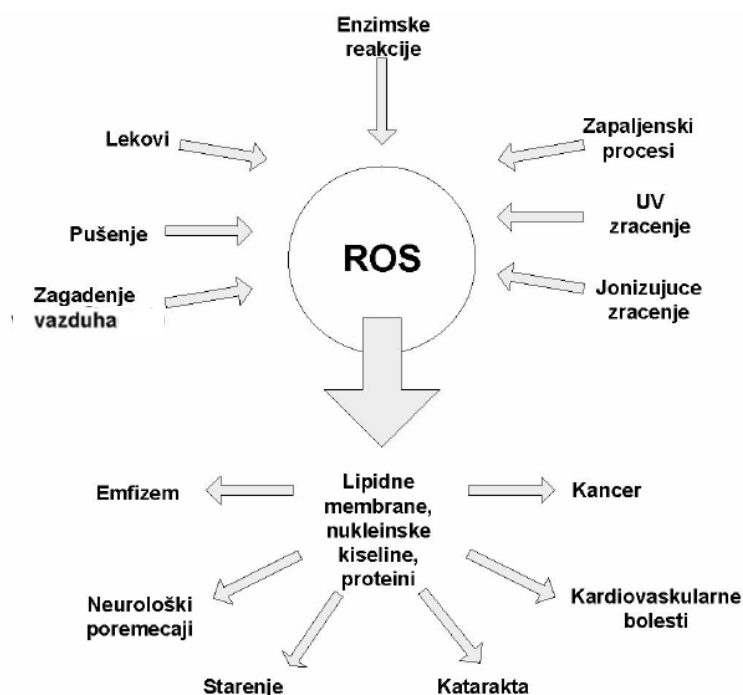 Enzimske
reakcije
Lekovi
Zapaljenski
procesi
Pušenje
UV
zracenje
ROS
Zagadenje
vazduha
Jonizujuce
zracenje
Emfizem
Lipidne
membrane,
nukleinske
kiseline,
proteini
Kancer
Neurološki
poremecaji
Kardiovaskularne
bolesti
Starenje
Katarakta